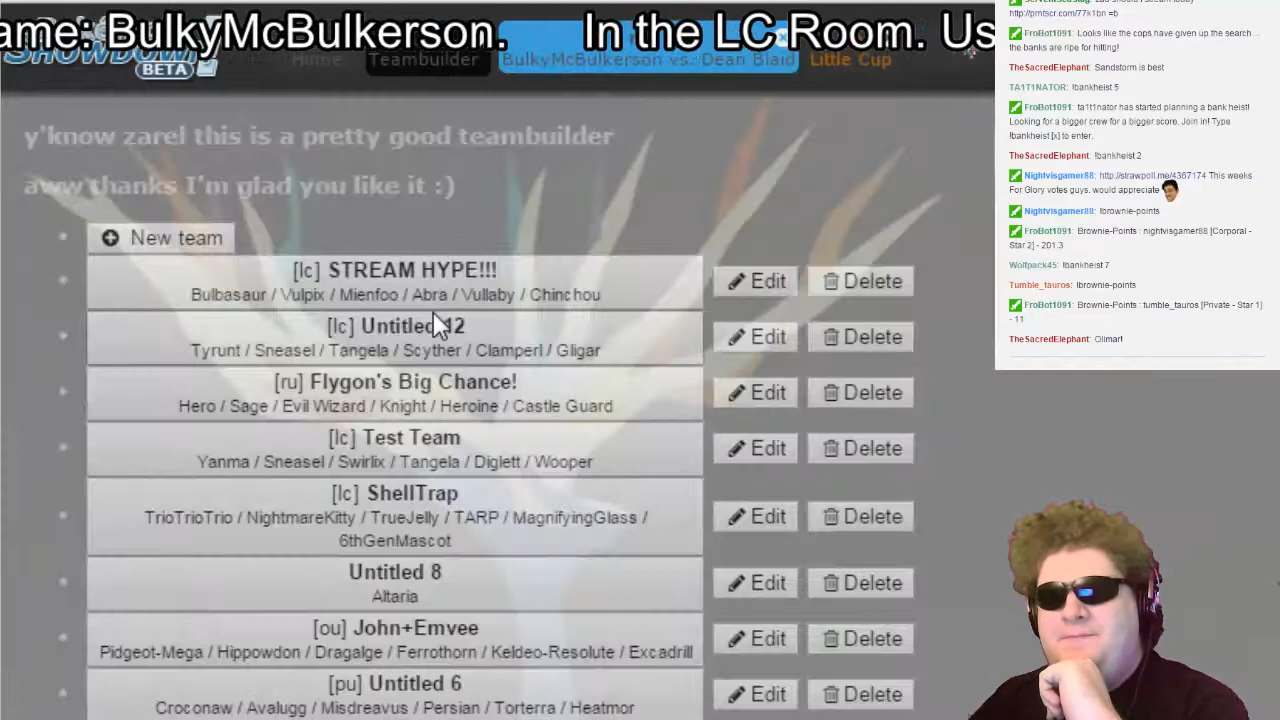 ame: BulkyMcBulkerson. In the LC Room. Us
SHOWDOWN
BETA
Home
Teambuilder
BulkyMcBulkerson vs. Dean Blaid
Little Cup
y'know zarel this is a pretty good teambuilder
aww thanks I'm glad you like it :)
New team
[lc] STREAM HYPE!!!
Bulbasaur / Vulpix / Mienfoo / Abra / Vullaby / Chinchou
Edit
Delete
[lc] Untitled 12
Tyrunt / Sneasel / Tangela / Scyther / Clamperl / Gligar
Edit
Delete
[ru] Flygon's Big Chance!
Hero / Sage / Evil Wizard / Knight / Heroine / Castle Guard
Edit
Delete
[lc] Test Team
Yanma / Sneasel / Swirlix / Tangela / Diglett / Wooper
Edit
Delete
[lc] ShellTrap
TrioTrioTrio / NightmareKitty / TrueJelly / TARP / MagnifyingGlass /
6thGenMascot
Edit
Delete
Untitled 8
Altaria
Edit
Delete
[ou] John+Emvee
Pidgeot-Mega / Hippowdon / Dragalge / Ferrothorn / Keldeo-Resolute / Excadrill
Edit
Delete
[pu] Untitled 6
Croconaw / Avalugg / Misdreavus / Persian / Torterra / Heatmor
Edit
Delete
http://prntscr.com/77k1bn =b
FroBot1091: Looks like the cops have given up the search ...
the banks are ripe for hitting!
TheSacredElephant: Sandstorm is best
TA1T1NATOR: !bankheist 5
FroBot1091: ta1t1nator has started planning a bank heist!
Looking for a bigger crew for a bigger score. Join in! Type
!bankheist [x] to enter.
TheSacredElephant: !bankheist 2
Nightvisgamer88: http://strawpoll.me/4367174 This weeks
For Glory votes guys. would appreciate
Nightvisgamer88: !brownie-points
FroBot1091: Brownie-Points : nightvisgamer88 [Corporal -
Star 2] - 201.3
Wolfpack45: !bankheist 7
Tumble_tauros: !brownie-points
FroBot1091: Brownie-Points : tumble_tauros [Private - Star 1]
- 11
TheSacredElephant: Olimar!